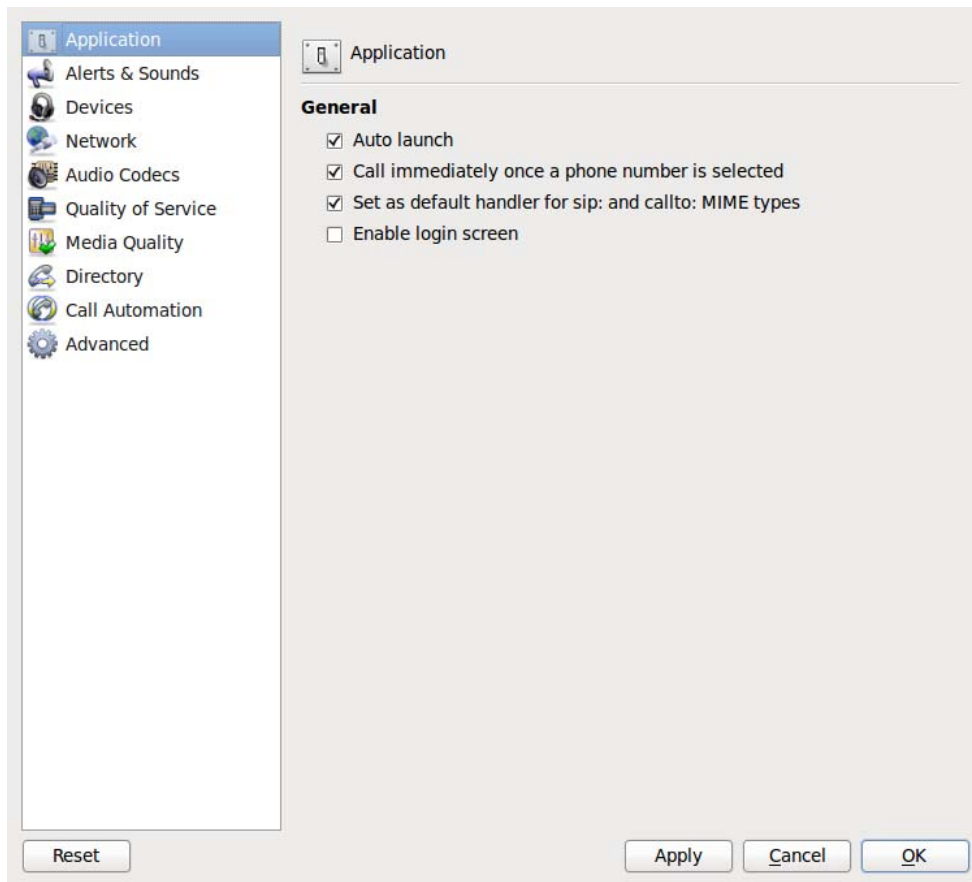 Application
Alerts & Sounds
Devices
Network
Audio Codecs
Quality of Service
Media Quality
Directory
Call Automation
Advanced
Application
General
Auto launch
Call immediately once a phone number is selected
Set as default handler for sip: and callto: MIME types
Enable login screen
Reset
Apply
Cancel
OK